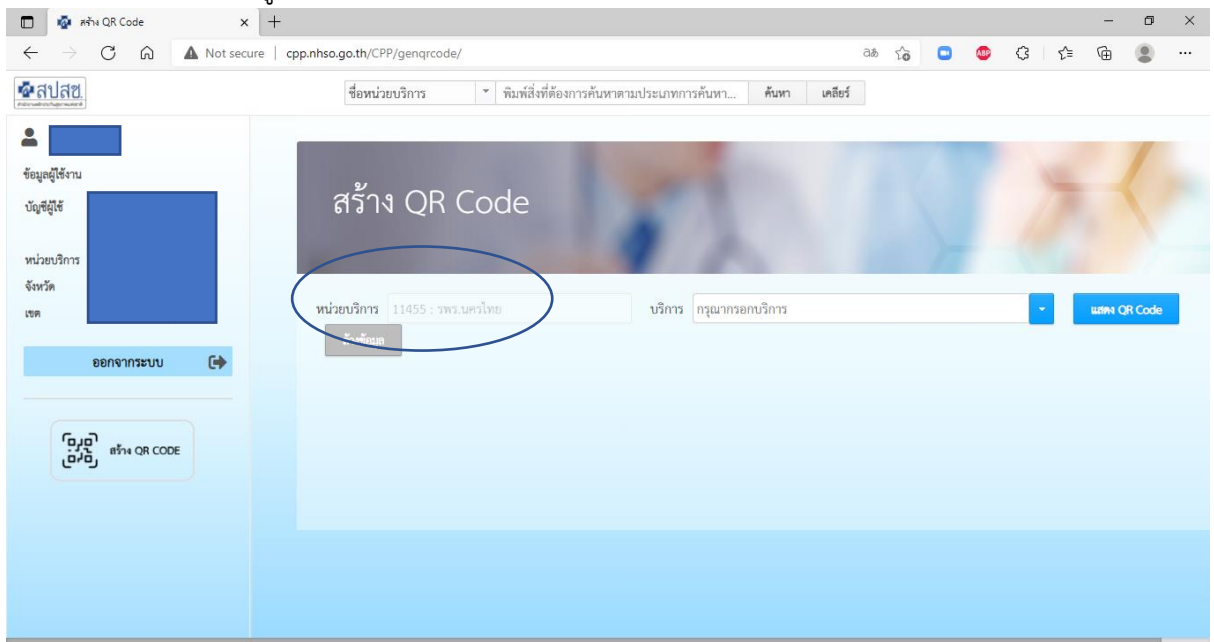 สร้าง QR Code
Not secure | cpp.nhso.go.th/CPP/genqrcode/
สปสช.
ชื่อหน่วยบริการ พิมพ์สิ่งที่ต้องการค้นหาตามประเภทการค้นหา... ค้นหา เคลียร์
ข้อมูลผู้ใช้งาน
บัญชีผู้ใช้
หน่วยบริการ
จังหวัด
เขต
ออกจากระบบ
สร้าง QR CODE
สร้าง QR Code
หน่วยบริการ 11455 : รพร.นครไทย บริการ กรุณากรอกบริการ แสดง QR Code
ล้างข้อมูล